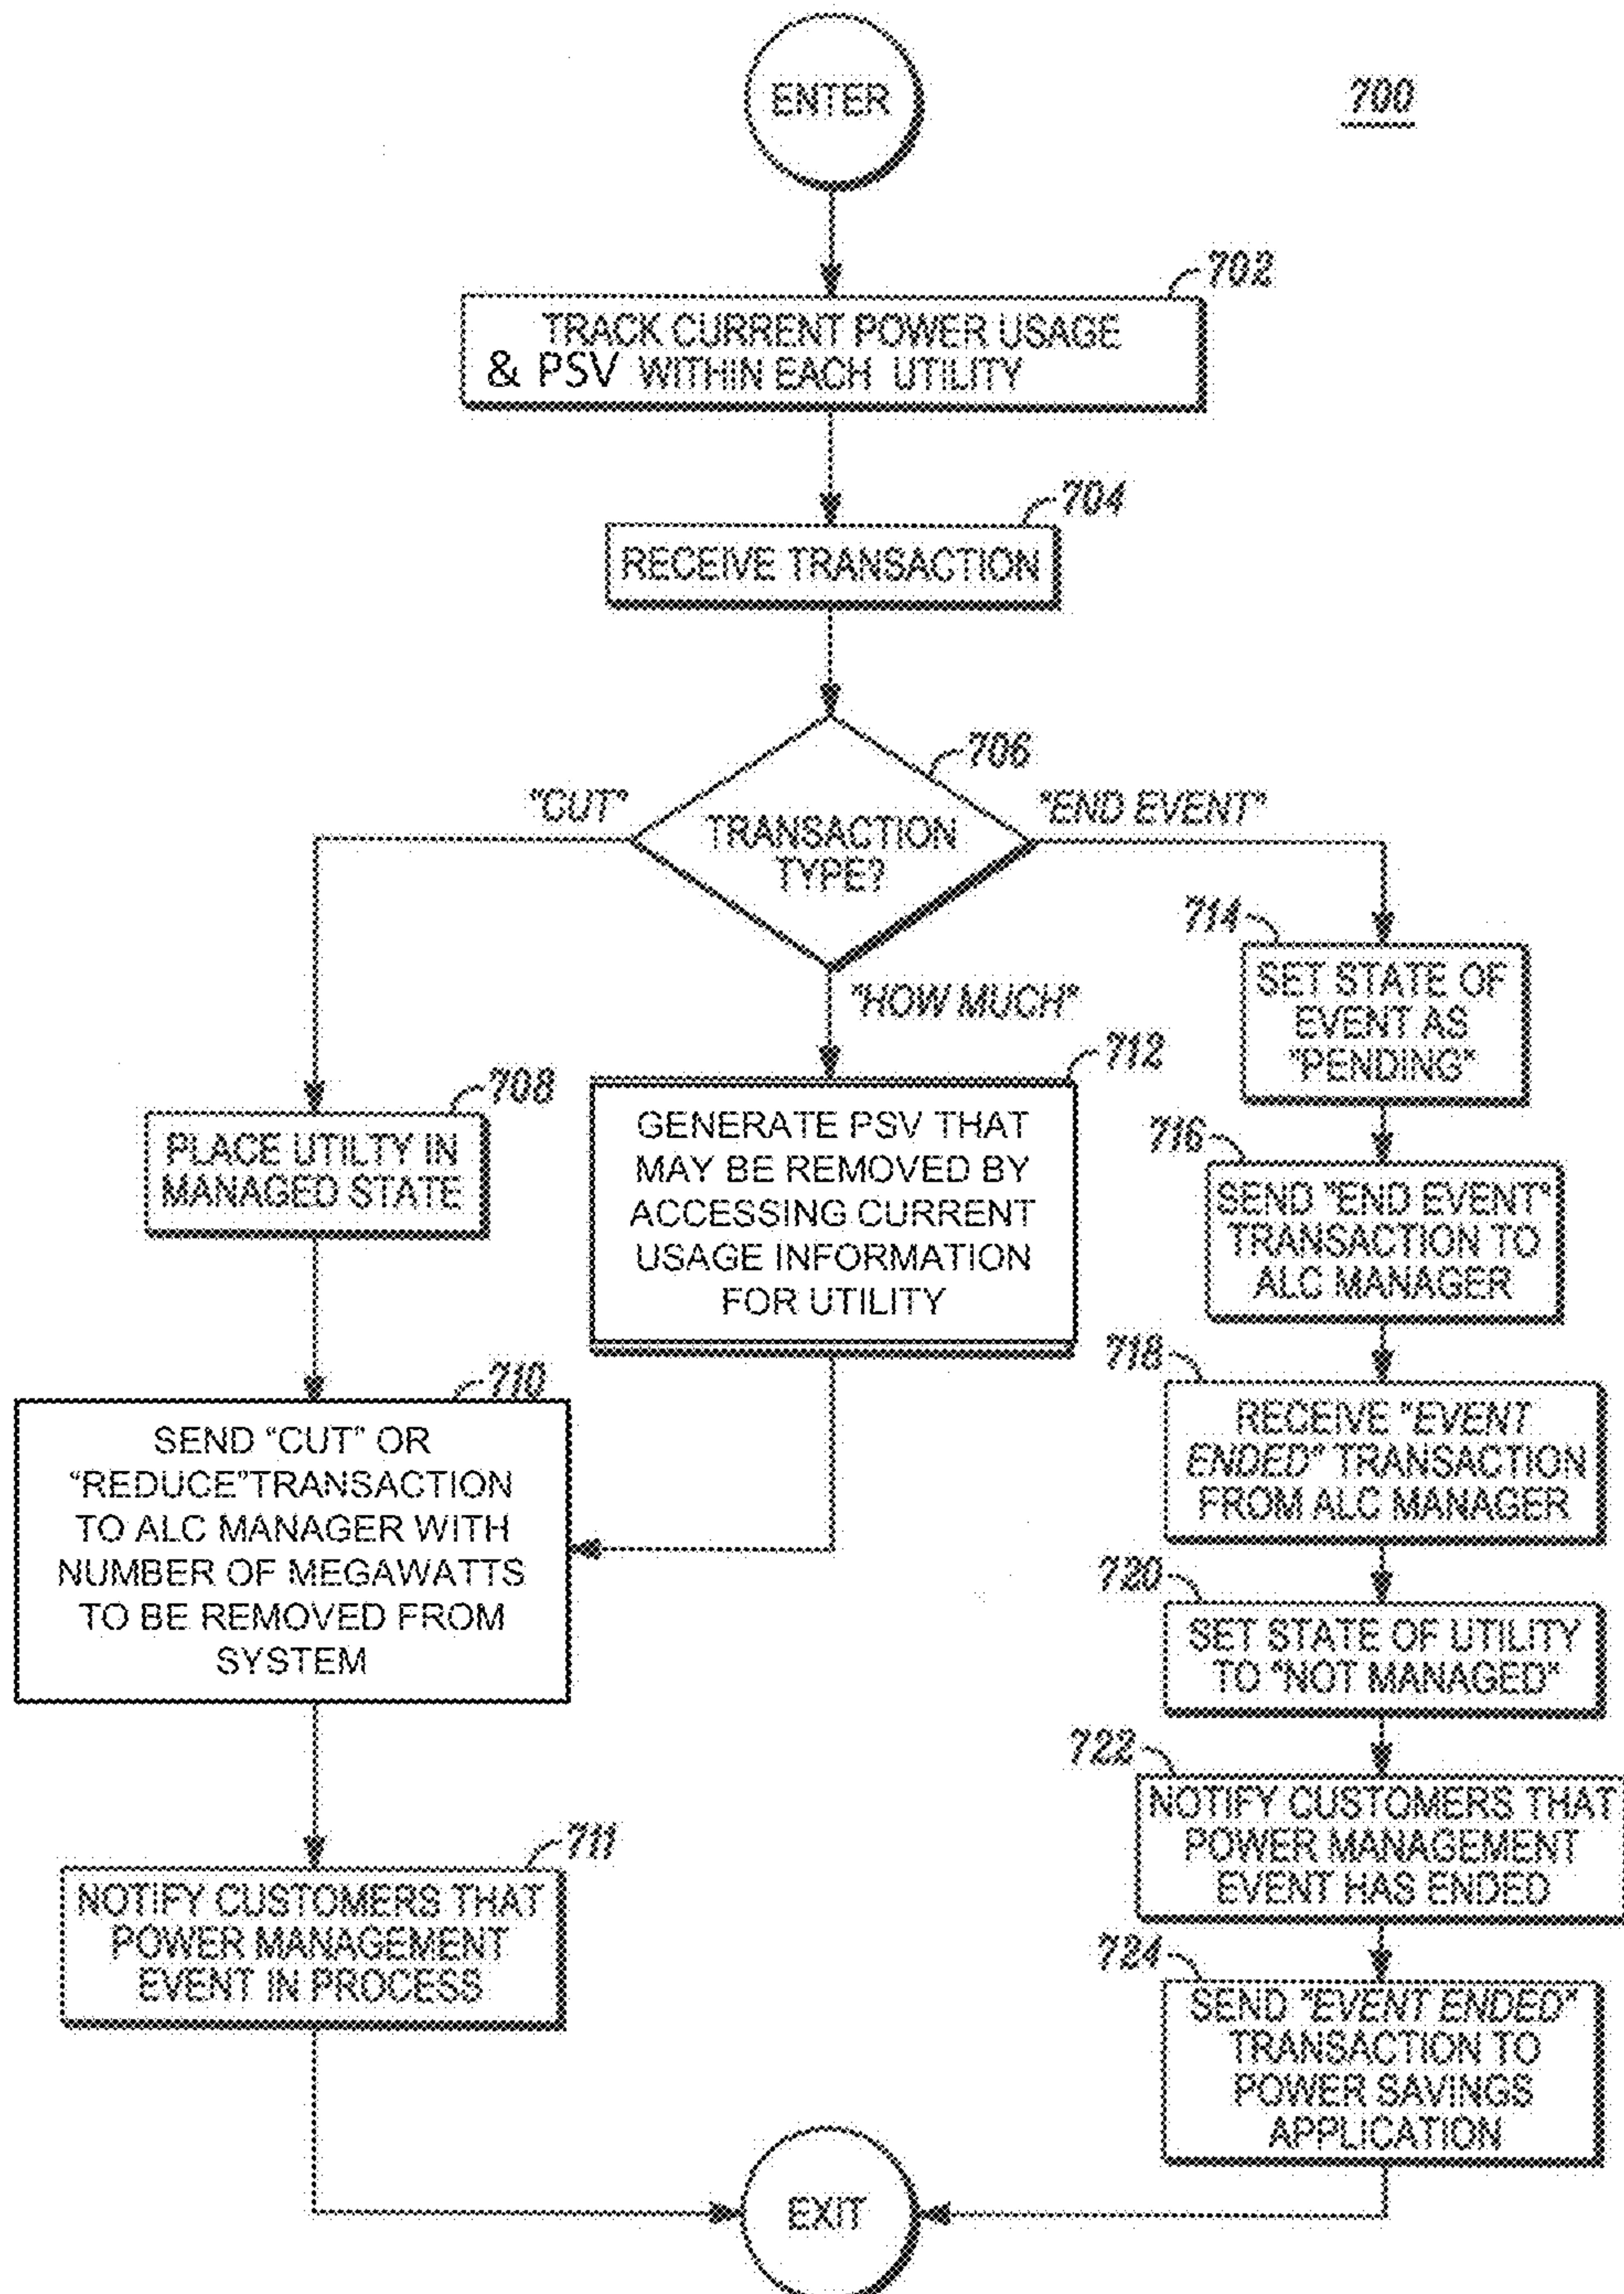 700
ENTER
702
TRACK CURRENT POWER USAGE
& PSV WITHIN EACH UTILITY
704
RECEIVE TRANSACTION
706
TRANSACTION
TYPE?
"CUT"
"HOW MUCH"
"END EVENT"
708
PLACE UTILTY IN
MANAGED STATE
710
SEND "CUT" OR
"REDUCE"TRANSACTION
TO ALC MANAGER WITH
NUMBER OF MEGAWATTS
TO BE REMOVED FROM
SYSTEM
711
NOTIFY CUSTOMERS THAT
POWER MANAGEMENT
EVENT IN PROCESS
712
GENERATE PSV THAT
MAY BE REMOVED BY
ACCESSING CURRENT
USAGE INFORMATION
FOR UTILITY
714
SET STATE OF
EVENT AS
"PENDING"
716
SEND "END EVENT"
TRANSACTION TO
ALC MANAGER
718
RECEIVE "EVENT
ENDED" TRANSACTION
FROM ALC MANAGER
720
SET STATE OF UTILITY
TO "NOT MANAGED"
722
NOTIFY CUSTOMERS THAT
POWER MANAGEMENT
EVENT HAS ENDED
724
SEND "EVENT ENDED"
TRANSACTION TO
POWER SAVINGS
APPLICATION
EXIT